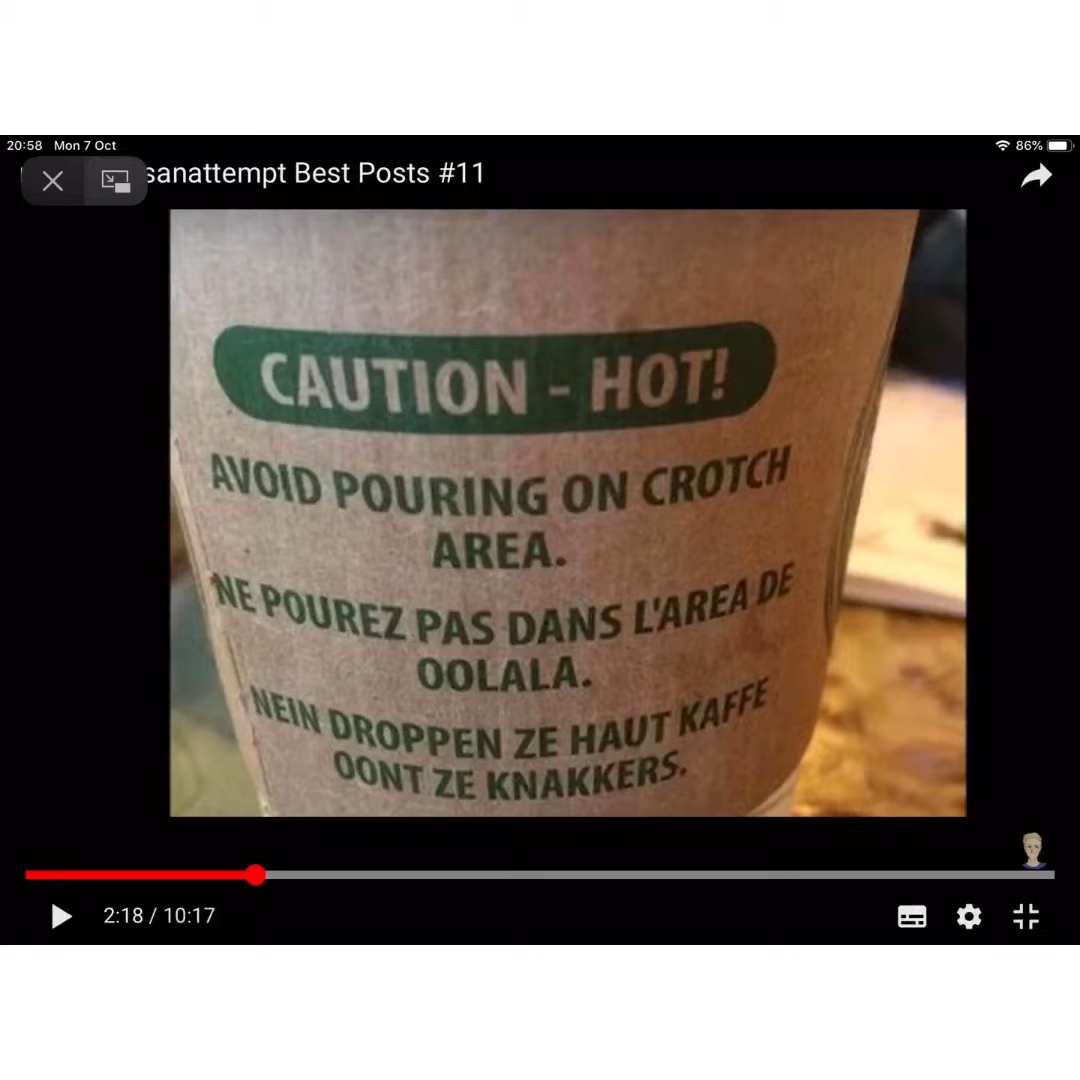 20:58 Mon 7 Oct
86%
sanattempt Best Posts #11
CAUTION - HOT!
AVOID POURING ON CROTCH
AREA.
NE POUREZ PAS DANS L'AREA DE
OOLALA.
NEIN DROPPEN ZE HAUT KAFFE
OONT ZE KNAKKERS.
2:18 / 10:17